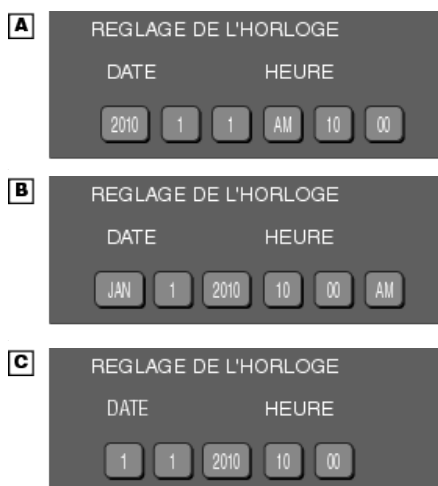 A
REGLAGE DE L'HORLOGE
DATE HEURE
2010 1 1 AM 10 00
B
REGLAGE DE L'HORLOGE
DATE HEURE
JAN 1 2010 10 00 AM
C
REGLAGE DE L'HORLOGE
DATE HEURE
1 1 2010 10 00